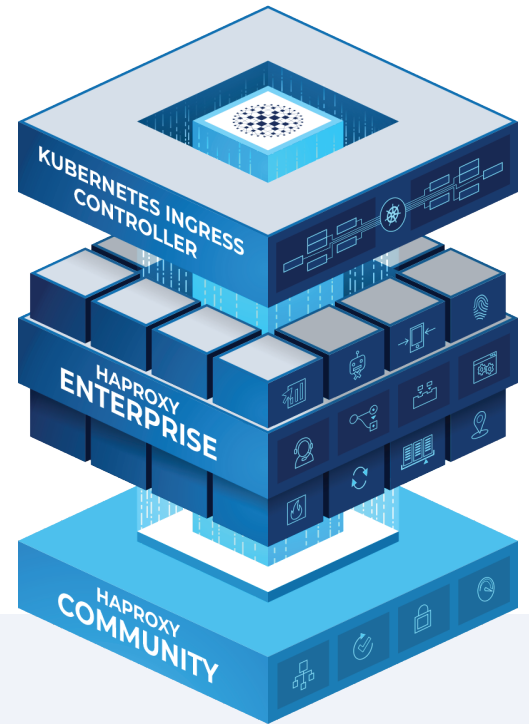 KUBERNETES INGRESS
CONTROLLER
HAPROXY
ENTERPRISE
HAPROXY
COMMUNITY